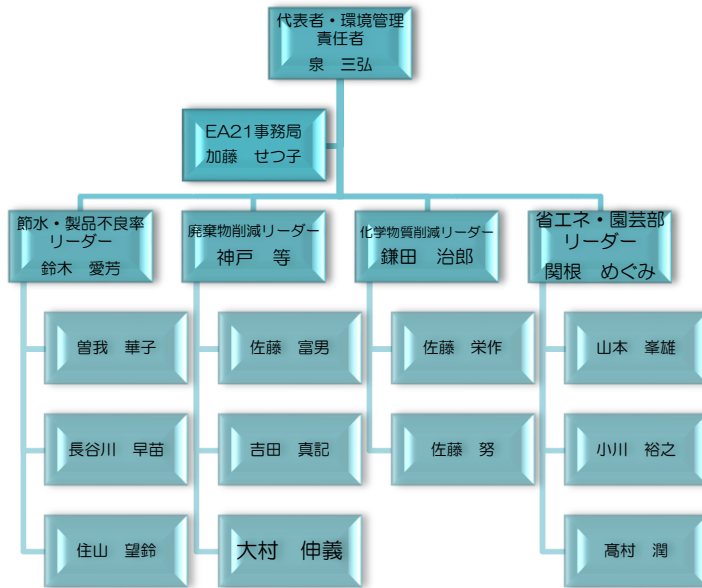 代表者・環境管理
責任者
泉　三弘
EA21事務局
加藤　せつ子
節水・製品不良率
リーダー
鈴木　愛芳
廃棄物削減リーダー
神戸　等
化学物質削減リーダー
鎌田　治郎
省エネ・園芸部
リーダー
関根　めぐみ
曽我　華子
佐藤　富男
佐藤　栄作
山本　峯雄
長谷川　早苗
吉田　真記
佐藤　努
小川　裕之
住山　望鈴
大村　伸義
髙村　潤